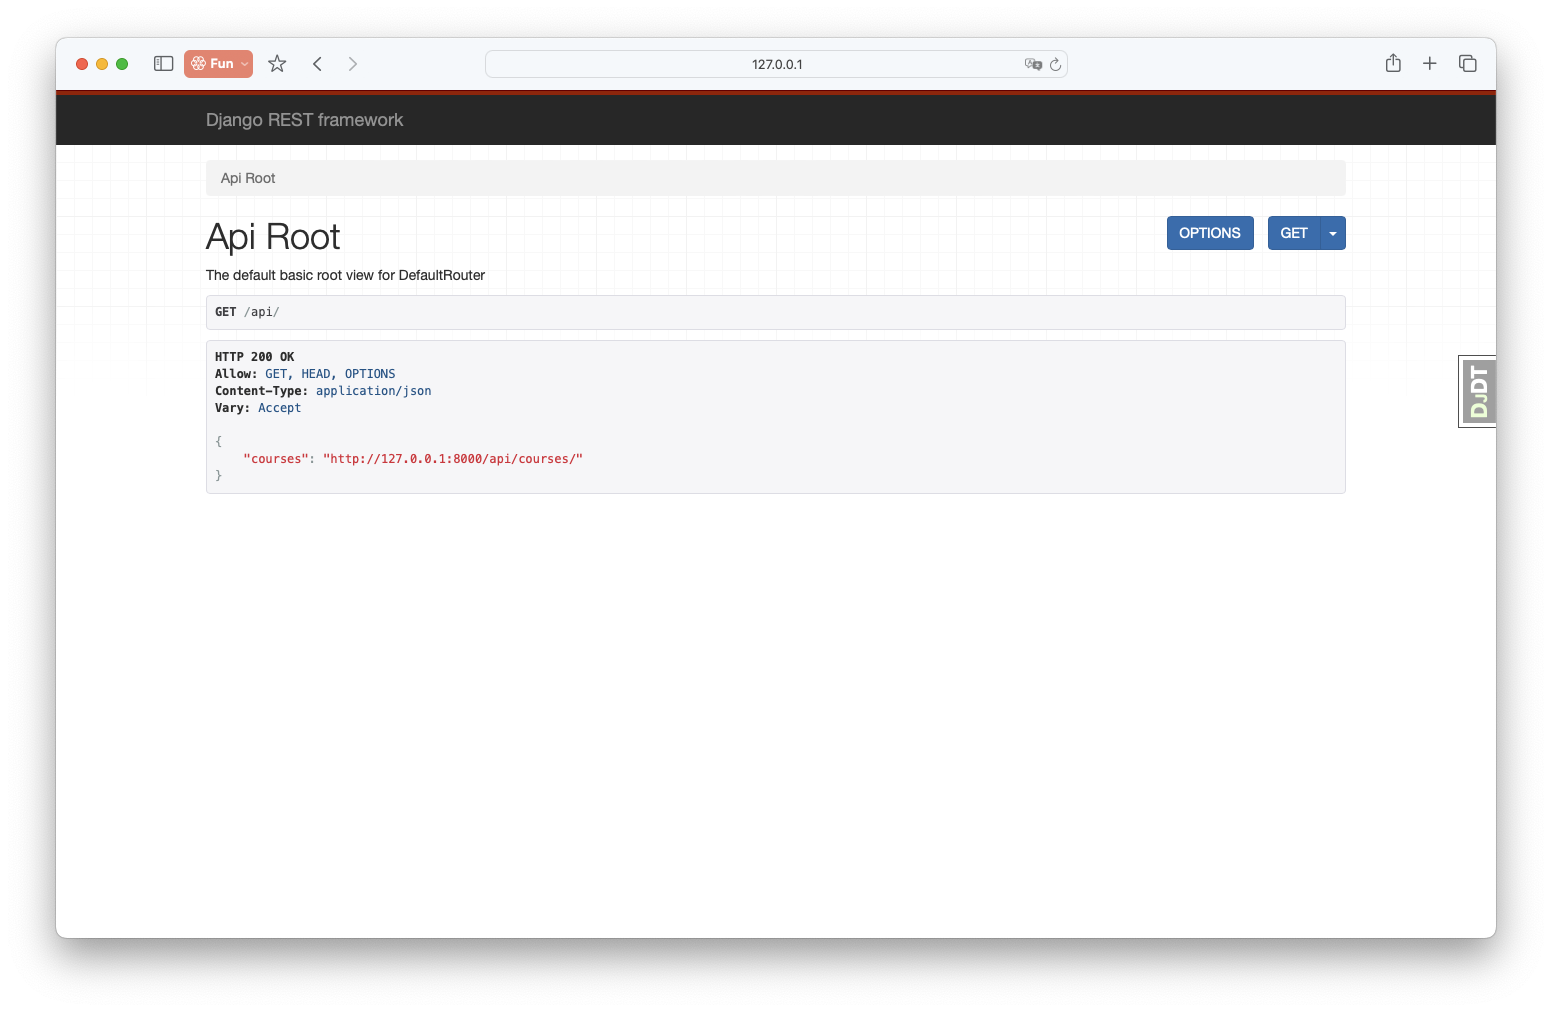 Fun
127.0.0.1
Django REST framework
Api Root
Api Root
OPTIONS
GET
The default basic root view for DefaultRouter
GET /api/
HTTP 200 OK
Allow: GET, HEAD, OPTIONS
Content-Type: application/json
Vary: Accept
{
"courses": "http://127.0.0.1:8000/api/courses/"
}
DJDT